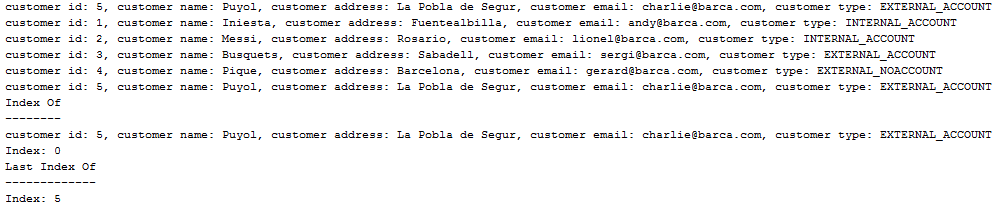 customer id: 5, customer name: Puyol, customer address: La Pobla de Segur, customer email: charlie@barca.com, customer type: EXTERNAL_ACCOUNT
customer id: 1, customer name: Iniesta, customer address: Fuentealbilla, customer email: andy@barca.com, customer type: INTERNAL_ACCOUNT
customer id: 2, customer name: Messi, customer address: Rosario, customer email: lionel@barca.com, customer type: INTERNAL_ACCOUNT
customer id: 3, customer name: Busquets, customer address: Sabadell, customer email: sergi@barca.com, customer type: EXTERNAL_ACCOUNT
customer id: 4, customer name: Pique, customer address: Barcelona, customer email: gerard@barca.com, customer type: EXTERNAL_NOACCOUNT
customer id: 5, customer name: Puyol, customer address: La Pobla de Segur, customer email: charlie@barca.com, customer type: EXTERNAL_ACCOUNT
Index Of
--------
customer id: 5, customer name: Puyol, customer address: La Pobla de Segur, customer email: charlie@barca.com, customer type: EXTERNAL_ACCOUNT
Index: 0
Last Index Of
-------------
Index: 5